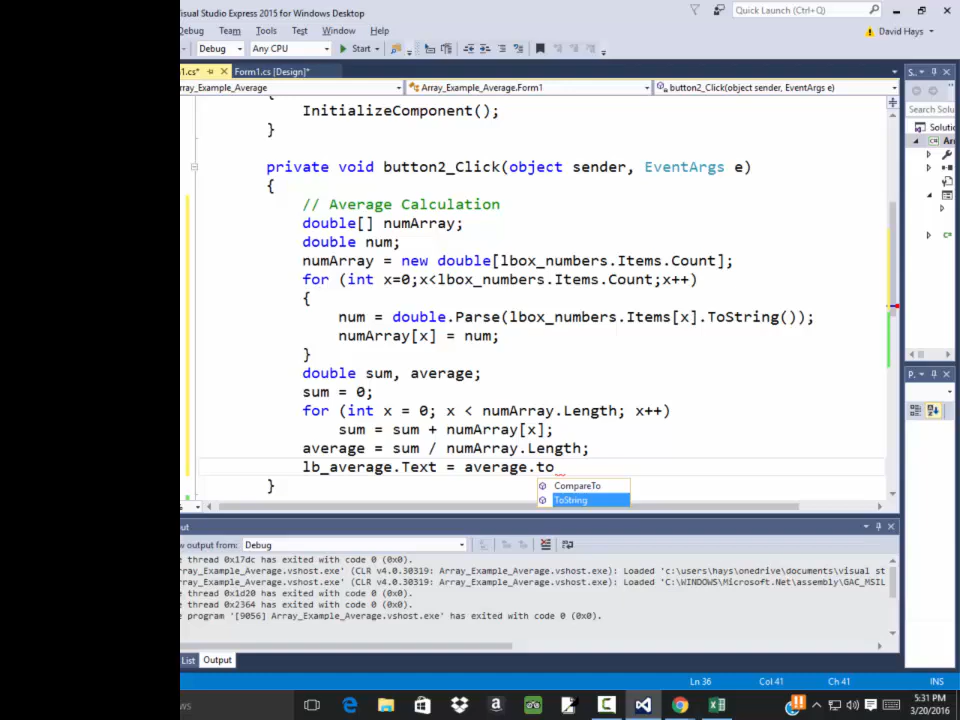 isual Studio Express 2015 for Windows Desktop
Quick Launch (Ctrl+Q)
Debug Team Tools Test Window Help
David Hays
Debug Any CPU Start
1.cs* Form1.cs [Design]*
rray_Example_Average Array_Example_Average.Form1 button2_Click(object sender, EventArgs e)
{
InitializeComponent();
}
private void button2_Click(object sender, EventArgs e)
{
// Average Calculation
double[] numArray;
double num;
numArray = new double[lbox_numbers.Items.Count];
for (int x=0;x<lbox_numbers.Items.Count;x++)
{
num = double.Parse(lbox_numbers.Items[x].ToString());
numArray[x] = num;
}
double sum, average;
sum = 0;
for (int x = 0; x < numArray.Length; x++)
sum = sum + numArray[x];
average = sum / numArray.Length;
lb_average.Text = average.to
CompareTo
ToString
}
S..
Search Solu
Solutio
Ar
C#
P..
ut
w output from: Debug
e thread 0x17dc has exited with code 0 (0x0).
Array_Example_Average.vshost.exe' (CLR v4.0.30319: Array_Example_Average.vshost.exe): Loaded 'c:\users\hays\onedrive\documents\visual st
Array_Example_Average.vshost.exe' (CLR v4.0.30319: Array_Example_Average.vshost.exe): Loaded 'C:\WINDOWS\Microsoft.Net\assembly\GAC_MSIL
e thread 0x1d20 has exited with code 0 (0x0).
e thread 0x2364 has exited with code 0 (0x0).
e program '[9056] Array_Example_Average.vshost.exe' has exited with code 0 (0x0).
List Output
Ln 36 Col 41 Ch 41 INS
ws
5:31 PM
3/20/2016